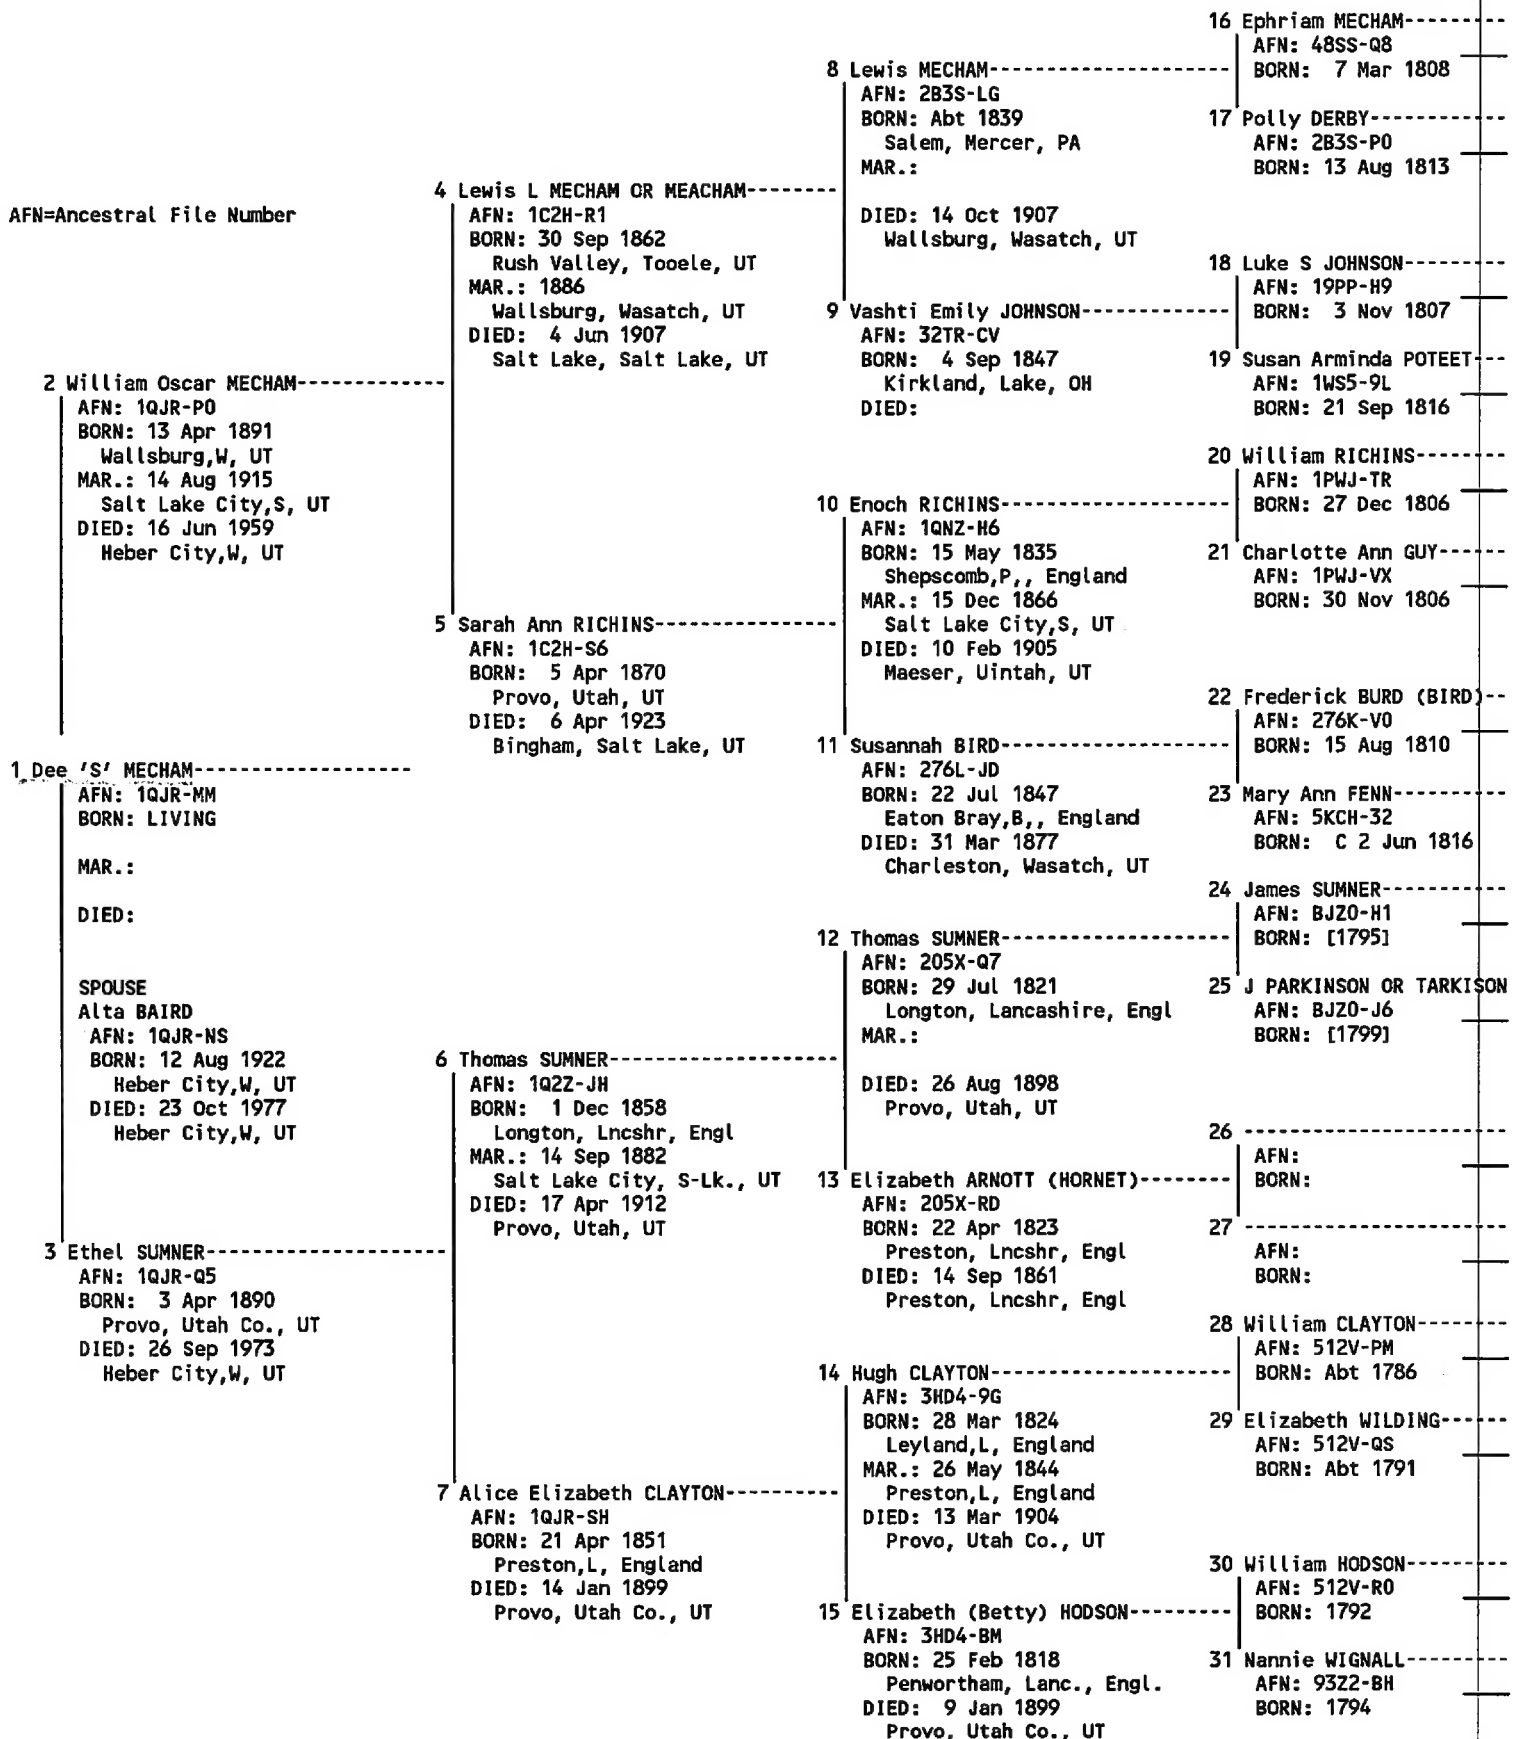 AFN=Ancestral File Number
1 Dee 'S' MECHAM-----------------
AFN: 1QJR-MM
BORN: LIVING
MAR.:
DIED:
SPOUSE
Alta BAIRD
AFN: 1QJR-NS
BORN: 12 Aug 1922
Heber City,W, UT
DIED: 23 Oct 1977
Heber City,W, UT
2 William Oscar MECHAM------------
AFN: 1QJR-P0
BORN: 13 Apr 1891
Wallsburg,W, UT
MAR.: 14 Aug 1915
Salt Lake City,S, UT
DIED: 16 Jun 1959
Heber City,W, UT
3 Ethel SUMNER-------------------
AFN: 1QJR-Q5
BORN: 3 Apr 1890
Provo, Utah Co., UT
DIED: 26 Sep 1973
Heber City,W, UT
4 Lewis L MECHAM OR MEACHAM-------
AFN: 1C2H-R1
BORN: 30 Sep 1862
Rush Valley, Tooele, UT
MAR.: 1886
Wallsburg, Wasatch, UT
DIED: 4 Jun 1907
Salt Lake, Salt Lake, UT
5 Sarah Ann RICHINS--------------
AFN: 1C2H-S6
BORN: 5 Apr 1870
Provo, Utah, UT
DIED: 6 Apr 1923
Bingham, Salt Lake, UT
6 Thomas SUMNER------------------
AFN: 1Q2Z-JH
BORN: 1 Dec 1858
Longton, Lncshr, Engl
MAR.: 14 Sep 1882
Salt Lake City, S-Lk., UT
DIED: 17 Apr 1912
Provo, Utah, UT
7 Alice Elizabeth CLAYTON---------
AFN: 1QJR-SH
BORN: 21 Apr 1851
Preston,L, England
DIED: 14 Jan 1899
Provo, Utah Co., UT
8 Lewis MECHAM-------------------
AFN: 2B3S-LG
BORN: Abt 1839
Salem, Mercer, PA
MAR.:
DIED: 14 Oct 1907
Wallsburg, Wasatch, UT
9 Vashti Emily JOHNSON-----------
AFN: 32TR-CV
BORN: 4 Sep 1847
Kirkland, Lake, OH
DIED:
10 Enoch RICHINS------------------
AFN: 1QNZ-H6
BORN: 15 May 1835
Shepscomb,P,, England
MAR.: 15 Dec 1866
Salt Lake City,S, UT
DIED: 10 Feb 1905
Maeser, Uintah, UT
11 Susannah BIRD------------------
AFN: 276L-JD
BORN: 22 Jul 1847
Eaton Bray,B,, England
DIED: 31 Mar 1877
Charleston, Wasatch, UT
12 Thomas SUMNER------------------
AFN: 205X-Q7
BORN: 29 Jul 1821
Longton, Lancashire, Engl
MAR.:
DIED: 26 Aug 1898
Provo, Utah, UT
13 Elizabeth ARNOTT (HORNET)-------
AFN: 205X-RD
BORN: 22 Apr 1823
Preston, Lncshr, Engl
DIED: 14 Sep 1861
Preston, Lncshr, Engl
14 Hugh CLAYTON------------------
AFN: 3HD4-9G
BORN: 28 Mar 1824
Leyland,L, England
MAR.: 26 May 1844
Preston,L, England
DIED: 13 Mar 1904
Provo, Utah Co., UT
15 Elizabeth (Betty) HODSON--------
AFN: 3HD4-BM
BORN: 25 Feb 1818
Penwortham, Lanc., Engl.
DIED: 9 Jan 1899
Provo, Utah Co., UT
16 Ephriam MECHAM--------
AFN: 48SS-Q8
BORN: 7 Mar 1808
17 Polly DERBY-----------
AFN: 2B3S-P0
BORN: 13 Aug 1813
18 Luke S JOHNSON--------
AFN: 19PP-H9
BORN: 3 Nov 1807
19 Susan Arminda POTEET---
AFN: 1WS5-9L
BORN: 21 Sep 1816
20 William RICHINS-------
AFN: 1PWJ-TR
BORN: 27 Dec 1806
21 Charlotte Ann GUY-----
AFN: 1PWJ-VX
BORN: 30 Nov 1806
22 Frederick BURD (BIRD)--
AFN: 276K-V0
BORN: 15 Aug 1810
23 Mary Ann FENN---------
AFN: 5KCH-32
BORN: C 2 Jun 1816
24 James SUMNER----------
AFN: BJZ0-H1
BORN: [1795]
25 J PARKINSON OR TARKISON
AFN: BJZ0-J6
BORN: [1799]
26 ----------------------
AFN:
BORN:
27 ----------------------
AFN:
BORN:
28 William CLAYTON-------
AFN: 512V-PM
BORN: Abt 1786
29 Elizabeth WILDING-----
AFN: 512V-QS
BORN: Abt 1791
30 William HODSON--------
AFN: 512V-R0
BORN: 1792
31 Nannie WIGNALL--------
AFN: 93Z2-BH
BORN: 1794